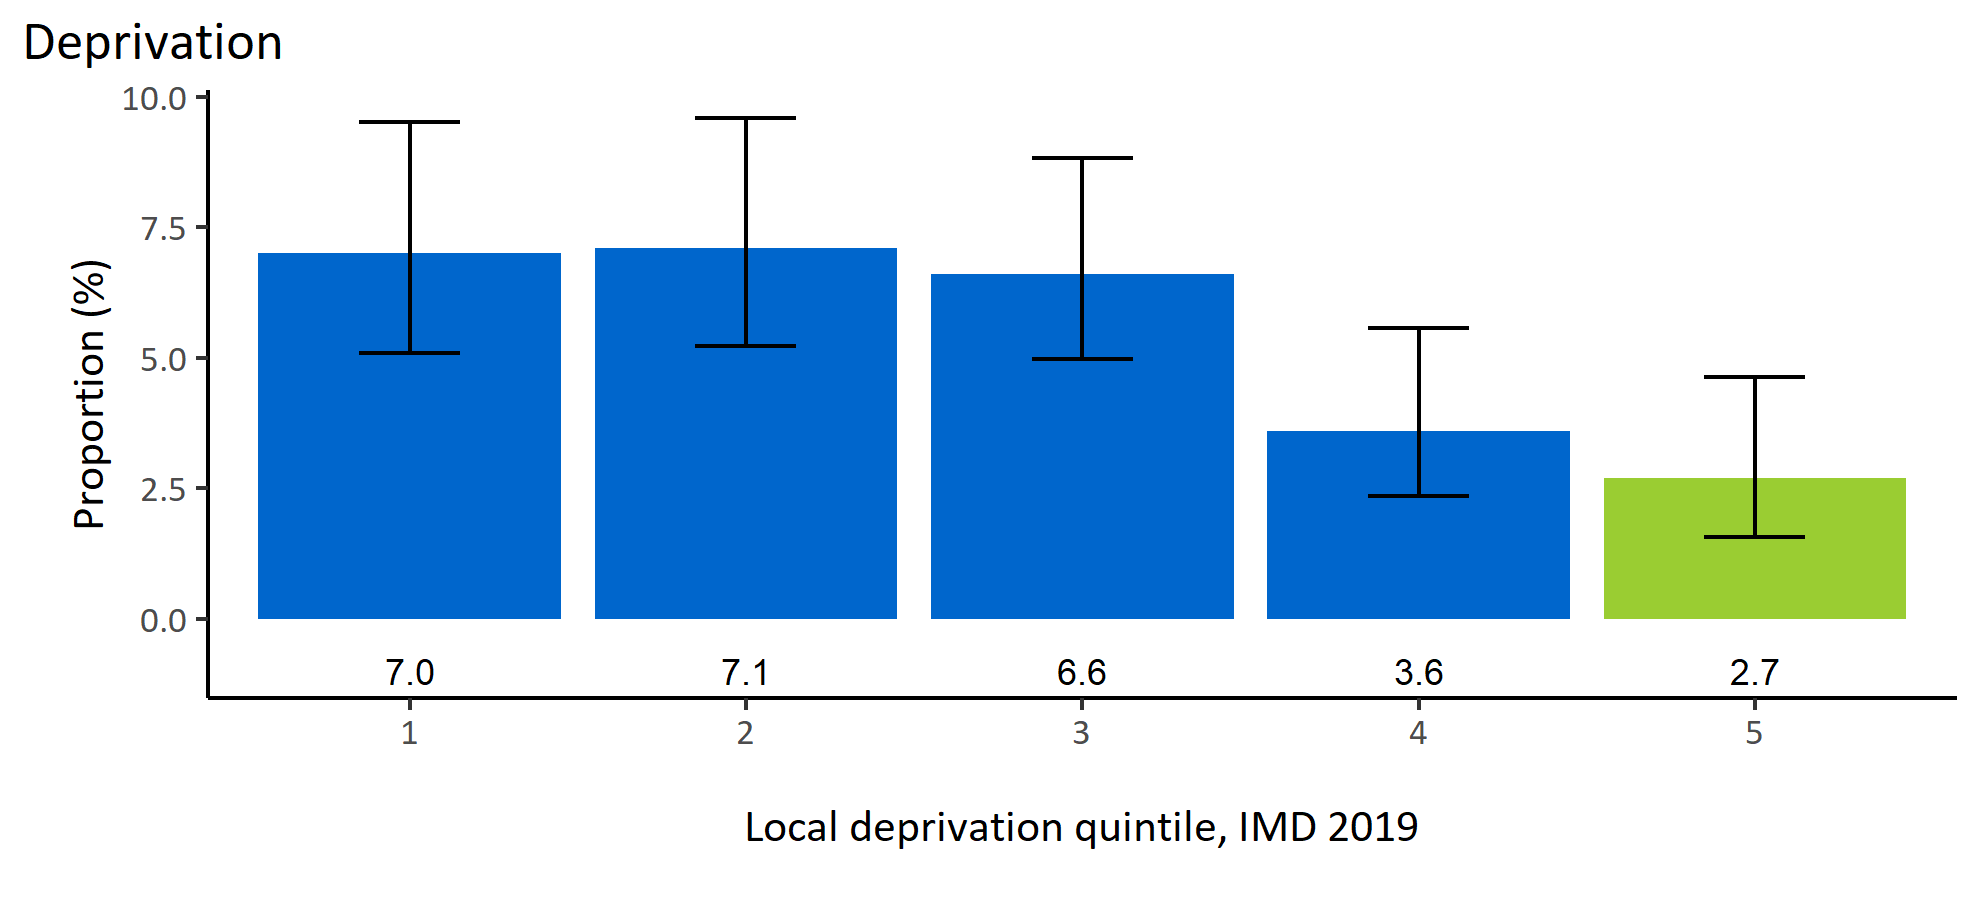 Deprivation
10.0
7.5
5.0
2.5
0.0
Proportion (%)
7.0 7.1 6.6 3.6 2.7
1 2 3 4 5
Local deprivation quintile, IMD 2019